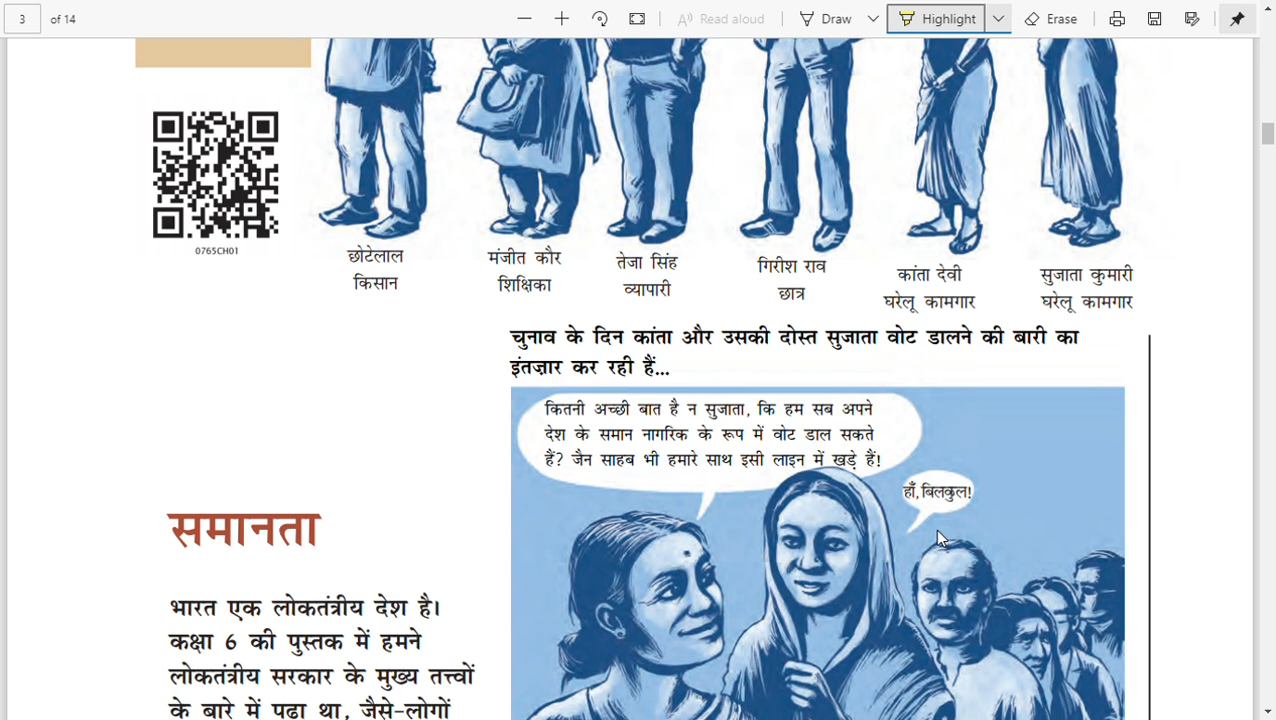 3 of 14 Read aloud Draw Highlight Erase
0765CH01
छोटेलाल
किसान
मंजीत कौर
शिक्षिका
तेजा सिंह
व्यापारी
गिरीश राव
छात्र
कांता देवी
घरेलू कामगार
सुजाता कुमारी
घरेलू कामगार
चुनाव के दिन कांता और उसकी दोस्त सुजाता वोट डालने की बारी का
इंतज़ार कर रही हैं...
कितनी अच्छी बात है न सुजाता, कि हम सब अपने
देश के समान नागरिक के रूप में वोट डाल सकते
हैं? जैन साहब भी हमारे साथ इसी लाइन में खड़े हैं!
हाँ, बिलकुल!
समानता
भारत एक लोकतंत्रीय देश है।
कक्षा 6 की पुस्तक में हमने
लोकतंत्रीय सरकार के मुख्य तत्त्वों
के बारे में पढा था, जैसे-लोगों